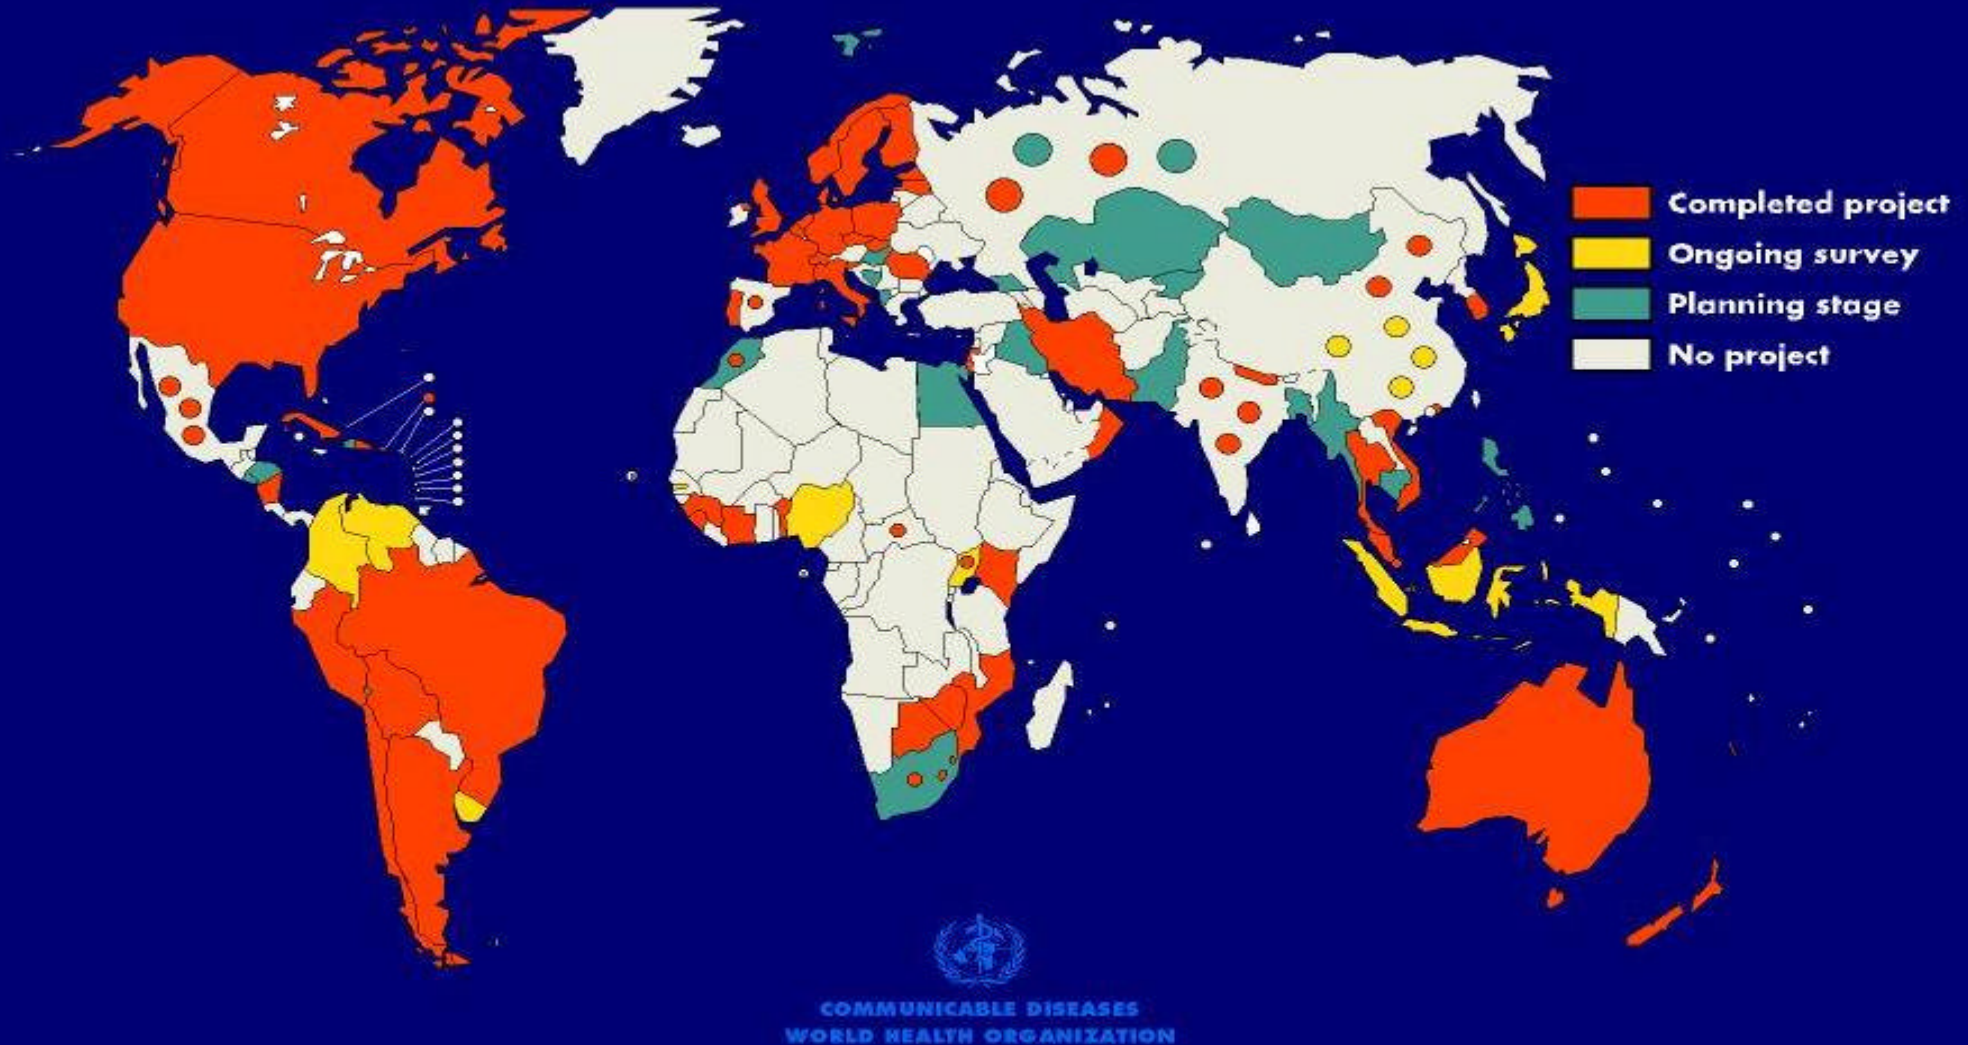 Completed project
Ongoing survey
Planning stage
No project
COMMUNICABLE DISEASES
WORLD HEALTH ORGANIZATION